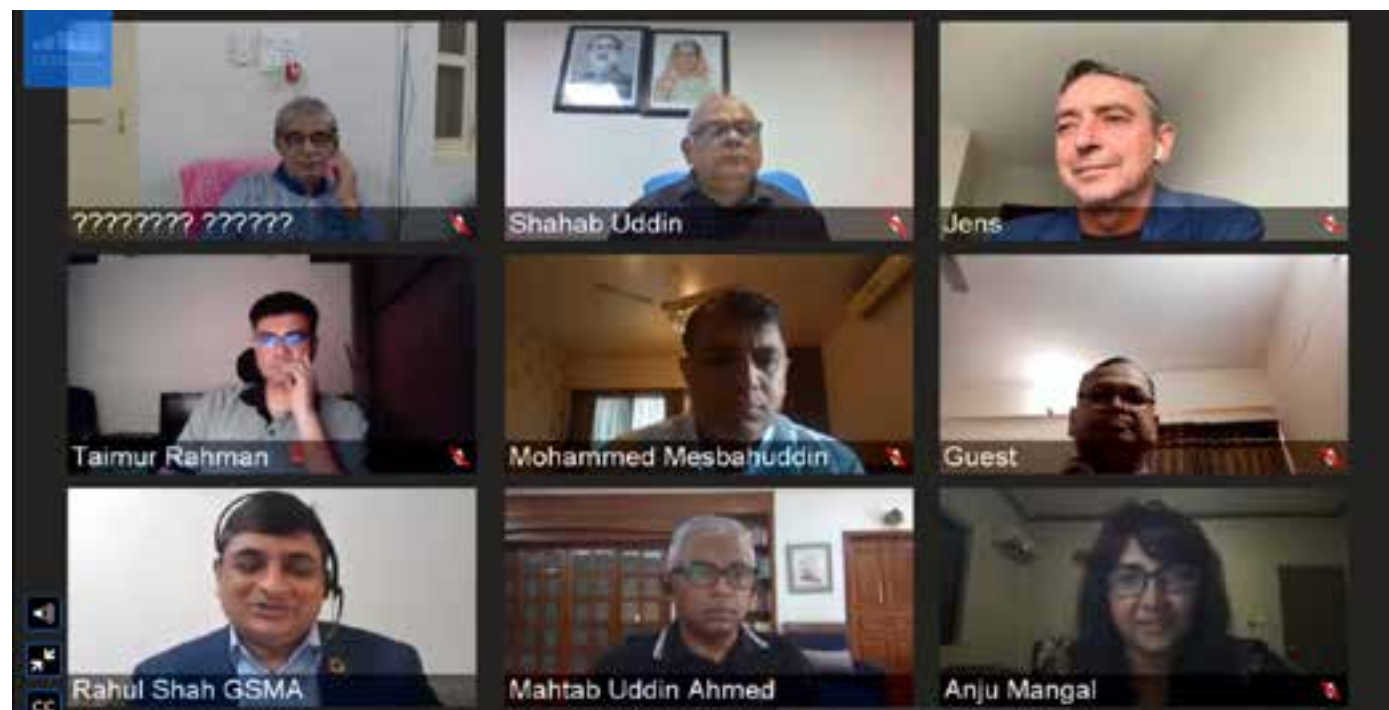 ???????? ??????
Shahab Uddin
Jens
Taimur Rahman
Mohammed Mesbahuddin
Guest
Rahul Shah GSMA
Mahtab Uddin Ahmed
Anju Mangal
CC